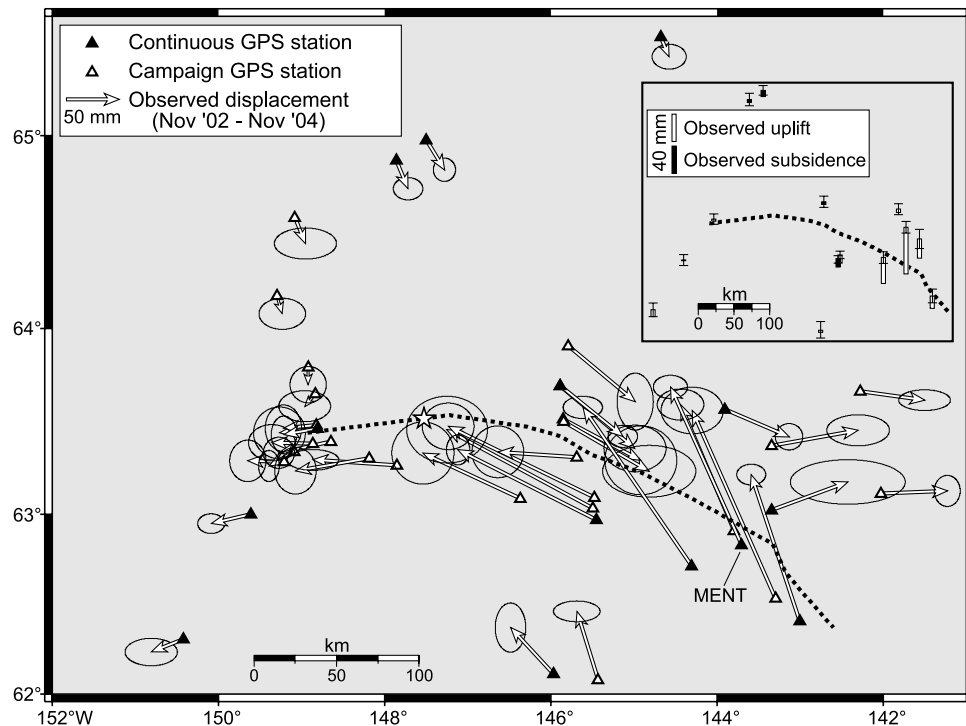 Continuous GPS station
Campaign GPS station
Observed displacement
50 mm
(Nov '02 - Nov '04)
40 mm
Observed uplift
Observed subsidence
km
0 50 100
65°
64°
63°
MENT
km
0 50 100
62°
152°W 150° 148° 146° 144° 142°